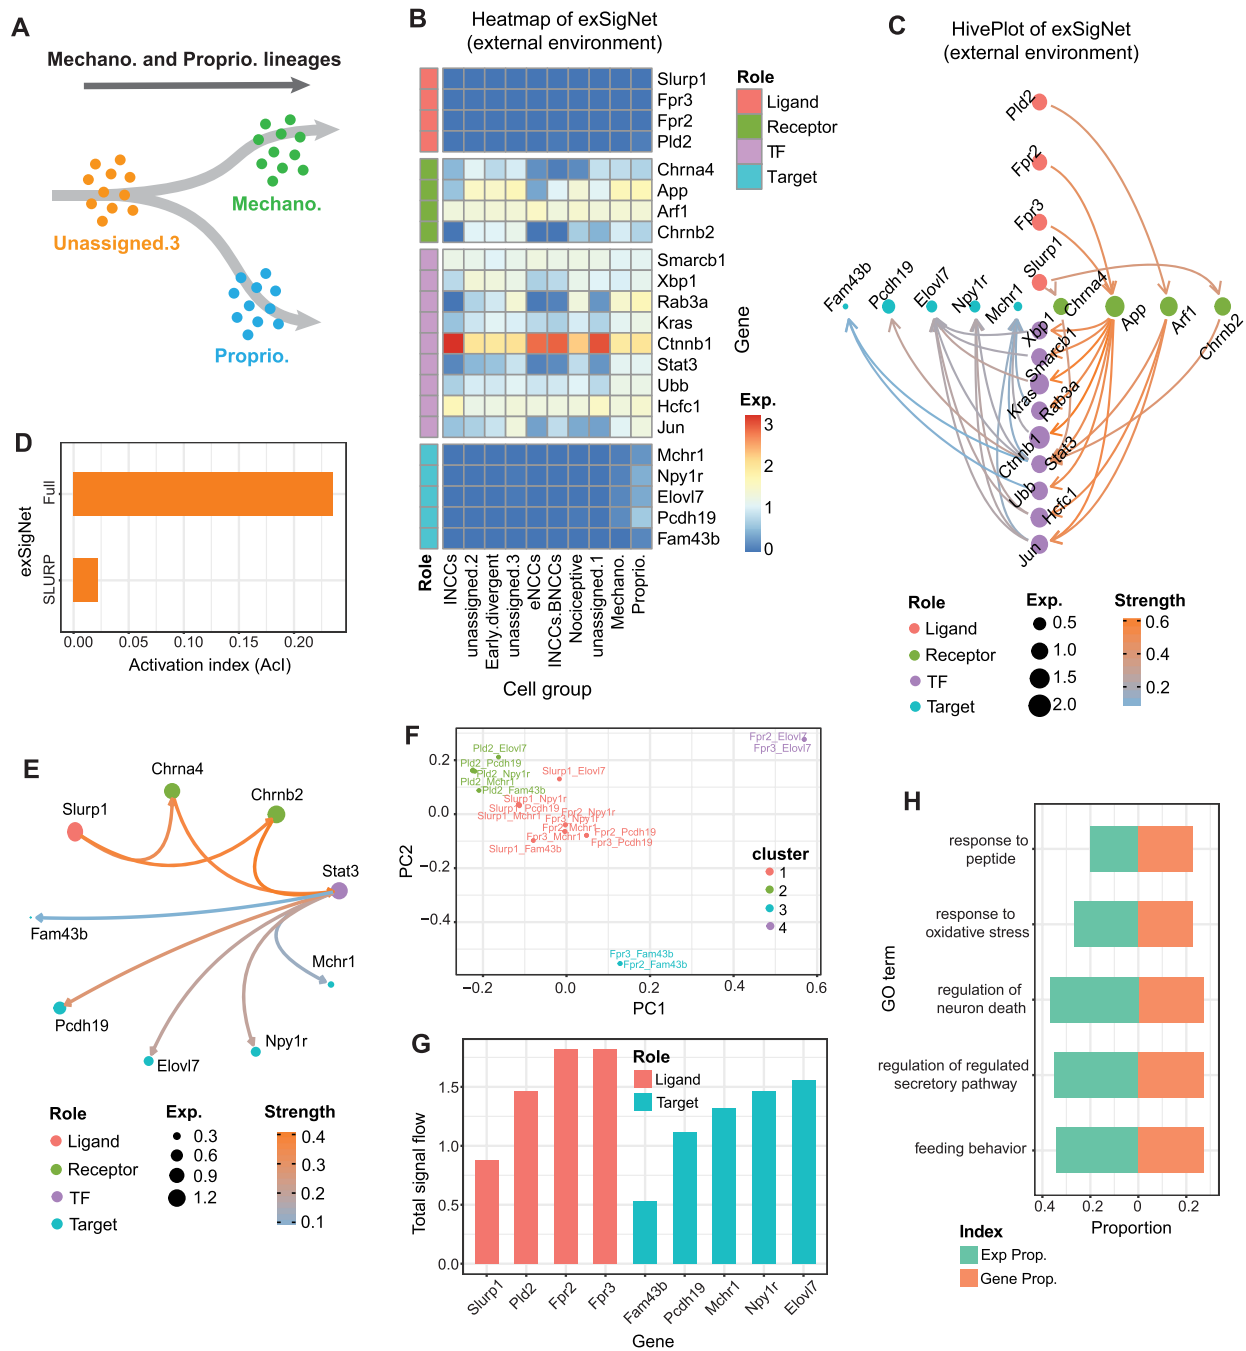 A
Mechano. and Proprio. lineages
Mechano.
Unassigned.3
Proprio.
B
Heatmap of exSigNet
(external environment)
Slurp1
Fpr3
Fpr2
Pld2
Chrna4
App
Arf1
Chrnb2
Smarcb1
Xbp1
Rab3a
Kras
Ctnnb1
Stat3
Ubb
Hcfc1
Jun
Mchr1
Npy1r
Elovl7
Pcdh19
Fam43b
Role
INCCs
unassigned.2
Early.divergent
unassigned.3
eNCCs
INCCs.BNCCs
Nociceptive
unassigned.1
Mechano.
Proprio.
Cell group
Gene
Role
Ligand
Receptor
TF
Target
Exp.
3
2
1
0
C
HivePlot of exSigNet
(external environment)
Pld2
Fpr2
Fpr3
Slurp1
Fam43b
Pcdh19
Elovl7
Npy1r
Mchr1
Chrna4
App
Arf1
Chrnb2
Xbp1
Smarcb1
Kras
Rab3a
Ctnnb1
Stat3
Ubb
Hcfc1
Jun
Role
Ligand
Receptor
TF
Target
Exp.
0.5
1.0
1.5
2.0
Strength
0.6
0.4
0.2
D
exSigNet
Full
SLURP
0.00
0.05
0.10
0.15
0.20
Activation index (AcI)
E
Chrna4
Slurp1
Chrnb2
Stat3
Fam43b
Mchr1
Pcdh19
Npy1r
Elovl7
Role
Ligand
Receptor
TF
Target
Exp.
0.3
0.6
0.9
1.2
Strength
0.4
0.3
0.2
0.1
F
PC2
0.2
0.0
−0.2
−0.4
Fpr2_Elovl7
Fpr3_Elovl7
Pld2_Elovl7
Pld2_Pcdh19
Pld2_Npy1r
Pld2_Mchr1
Pld2_Fam43b
Slurp1_Elovl7
Slurp1_Npy1r
Slurp1_Pcdh19
Slurp1_Mchr1
Fpr2_Npy1r
Fpr3_Npy1r
Fpr2_Mchr1
Fpr3_Mchr1
Fpr2_Pcdh19
Fpr3_Pcdh19
Slurp1_Fam43b
Fpr3_Fam43b
Fpr2_Fam43b
cluster
1
2
3
4
−0.2
0.0
0.2
0.4
0.6
PC1
G
Total signal flow
1.5
1.0
0.5
0.0
Role
Ligand
Target
Slurp1
Pld2
Fpr2
Fpr3
Fam43b
Pcdh19
Mchr1
Npy1r
Elovl7
Gene
H
GO term
response to
peptide
response to
oxidative stress
regulation of
neuron death
regulation of regulated
secretory pathway
feeding behavior
0.4
0.2
0
0.2
Proportion
Index
Exp Prop.
Gene Prop.